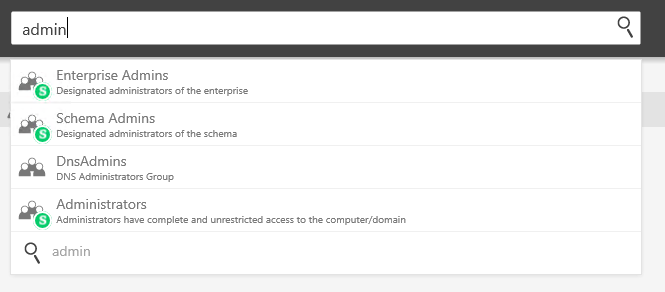 admin
Enterprise Admins
Designated administrators of the enterprise
S
Schema Admins
Designated administrators of the schema
S
DnsAdmins
DNS Administrators Group
Administrators
Administrators have complete and unrestricted access to the computer/domain
S
admin